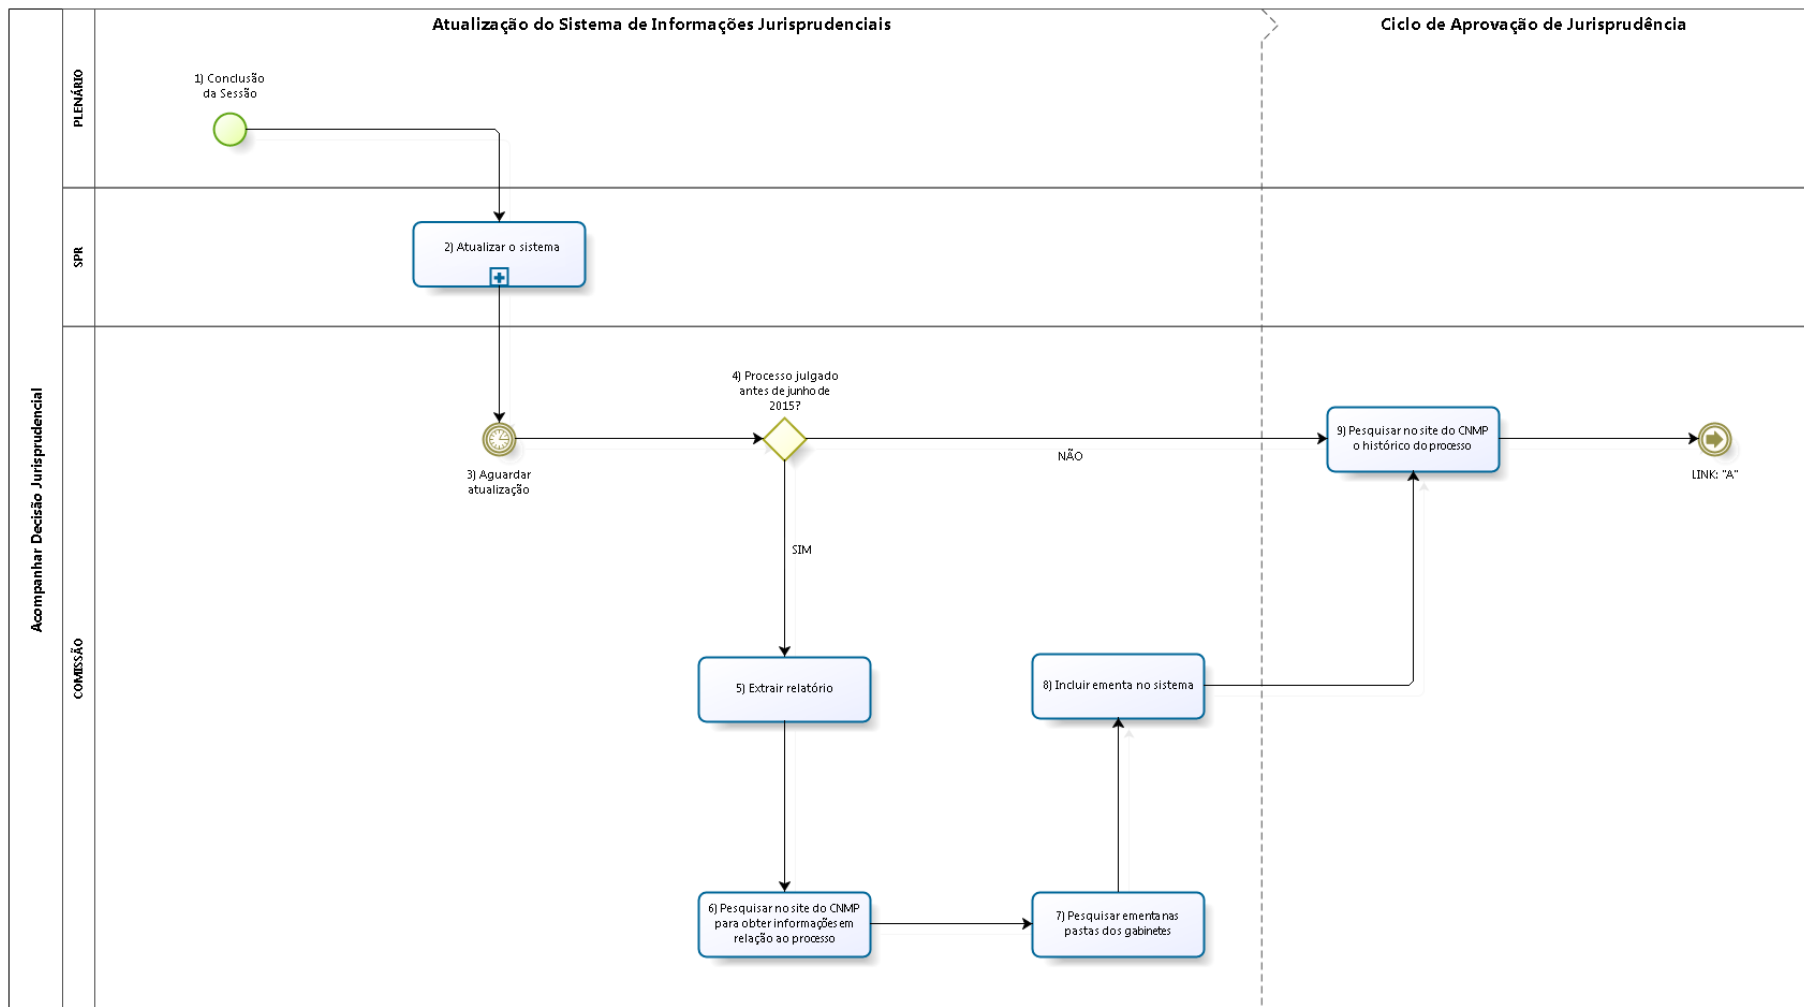 Atualização do Sistema de Informações Jurisprudenciais
Ciclo de Aprovação de Jurisprudência
Acompanhar Decisão Jurisprudencial
PLENÁRIO
1) Conclusão
da Sessão
SPR
2) Atualizar o sistema
COMISSÃO
3) Aguardar
atualização
4) Processo julgado
antes de junho de
2015?
NÃO
SIM
5) Extrair relatório
6) Pesquisar no site do CNMP
para obter informações em
relação ao processo
7) Pesquisar ementa nas
pastas dos gabinetes
8) Incluir ementa no sistema
9) Pesquisar no site do CNMP
o histórico do processo
LINK: "A"